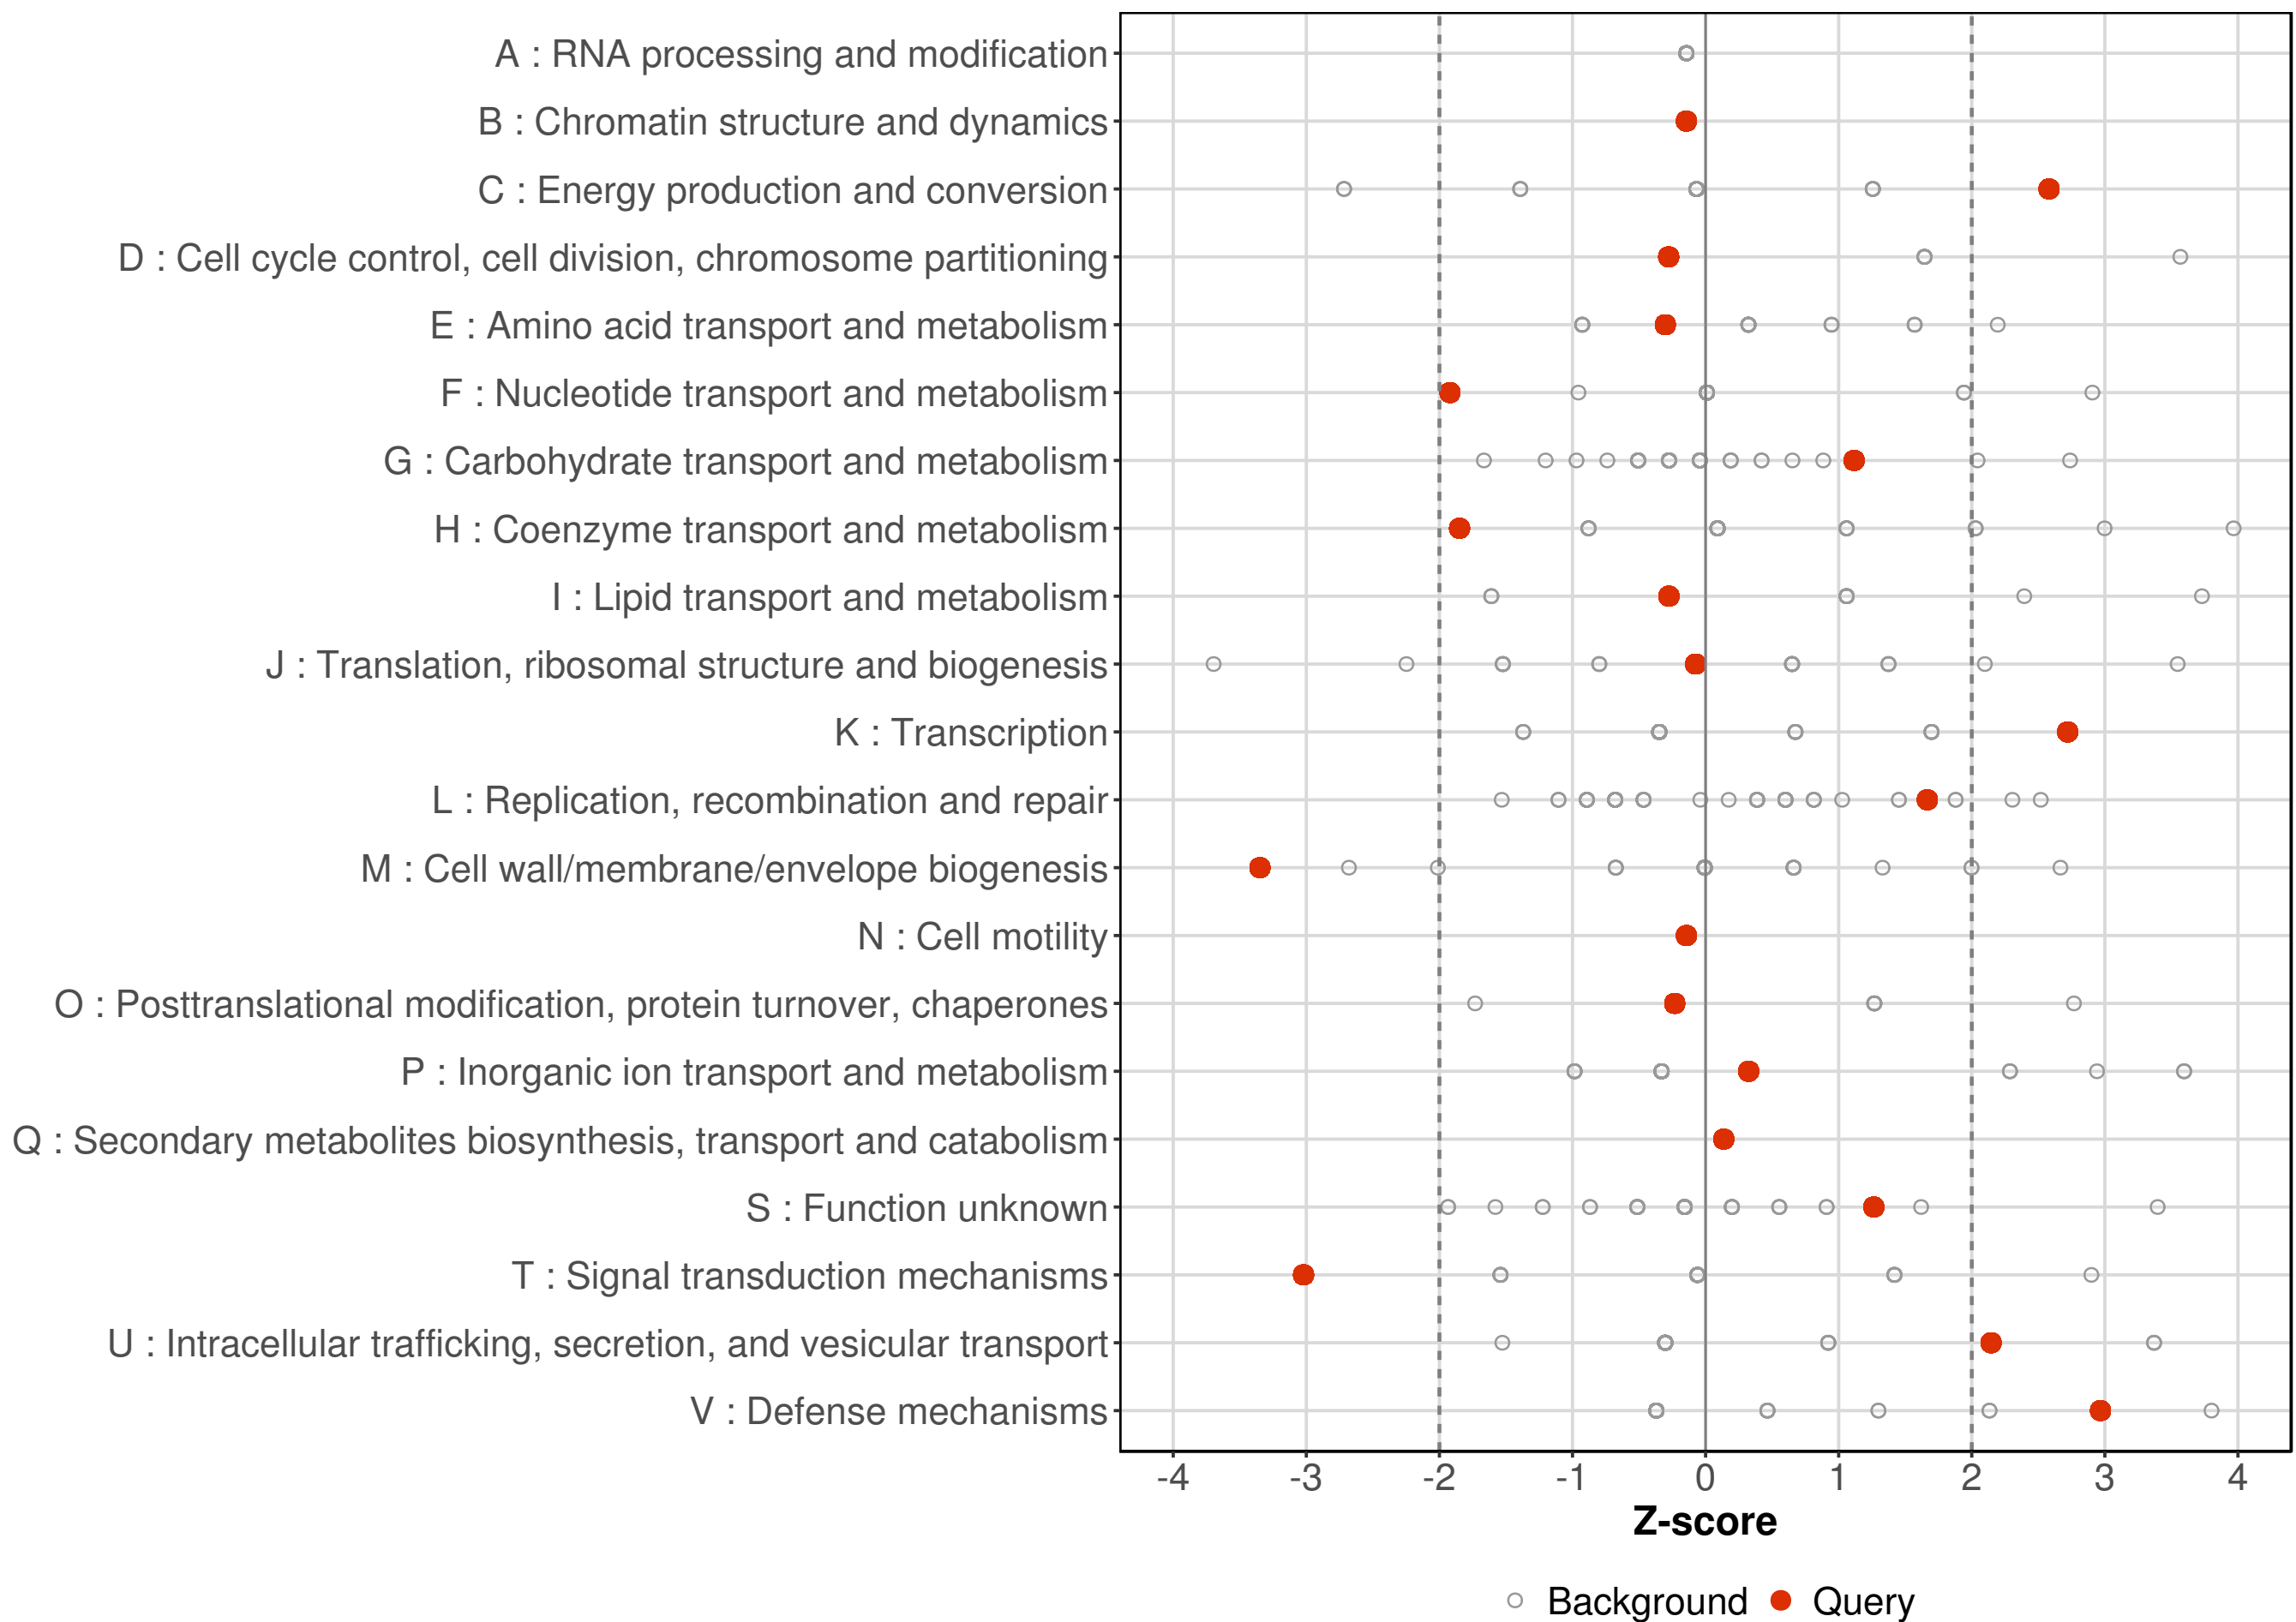 A : RNA processing and modification
B : Chromatin structure and dynamics
C : Energy production and conversion
D : Cell cycle control, cell division, chromosome partitioning
E : Amino acid transport and metabolism
F : Nucleotide transport and metabolism
G : Carbohydrate transport and metabolism
H : Coenzyme transport and metabolism
I : Lipid transport and metabolism
J : Translation, ribosomal structure and biogenesis
K : Transcription
L : Replication, recombination and repair
M : Cell wall/membrane/envelope biogenesis
N : Cell motility
O : Posttranslational modification, protein turnover, chaperones
P : Inorganic ion transport and metabolism
Q : Secondary metabolites biosynthesis, transport and catabolism
S : Function unknown
T : Signal transduction mechanisms
U : Intracellular trafficking, secretion, and vesicular transport
V : Defense mechanisms
-4 -3 -2 -1 0 1 2 3 4
Z-score
Background Query